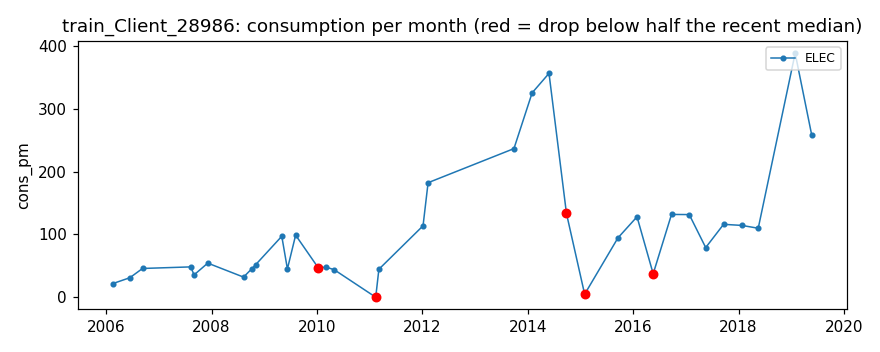 train_Client_28986: consumption per month (red = drop below half the recent median)
400
300
200
100
0
cons_pm
ELEC
2006 2008 2010 2012 2014 2016 2018 2020